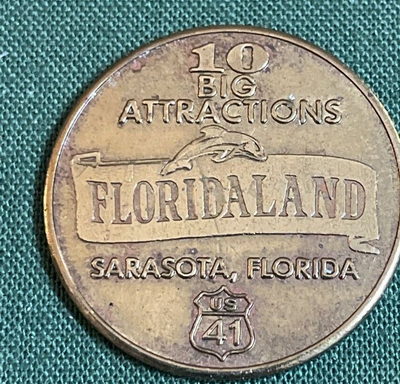 10
BIG
ATTRACTIONS
FLORIDALAND
SARASOTA, FLORIDA
US
41